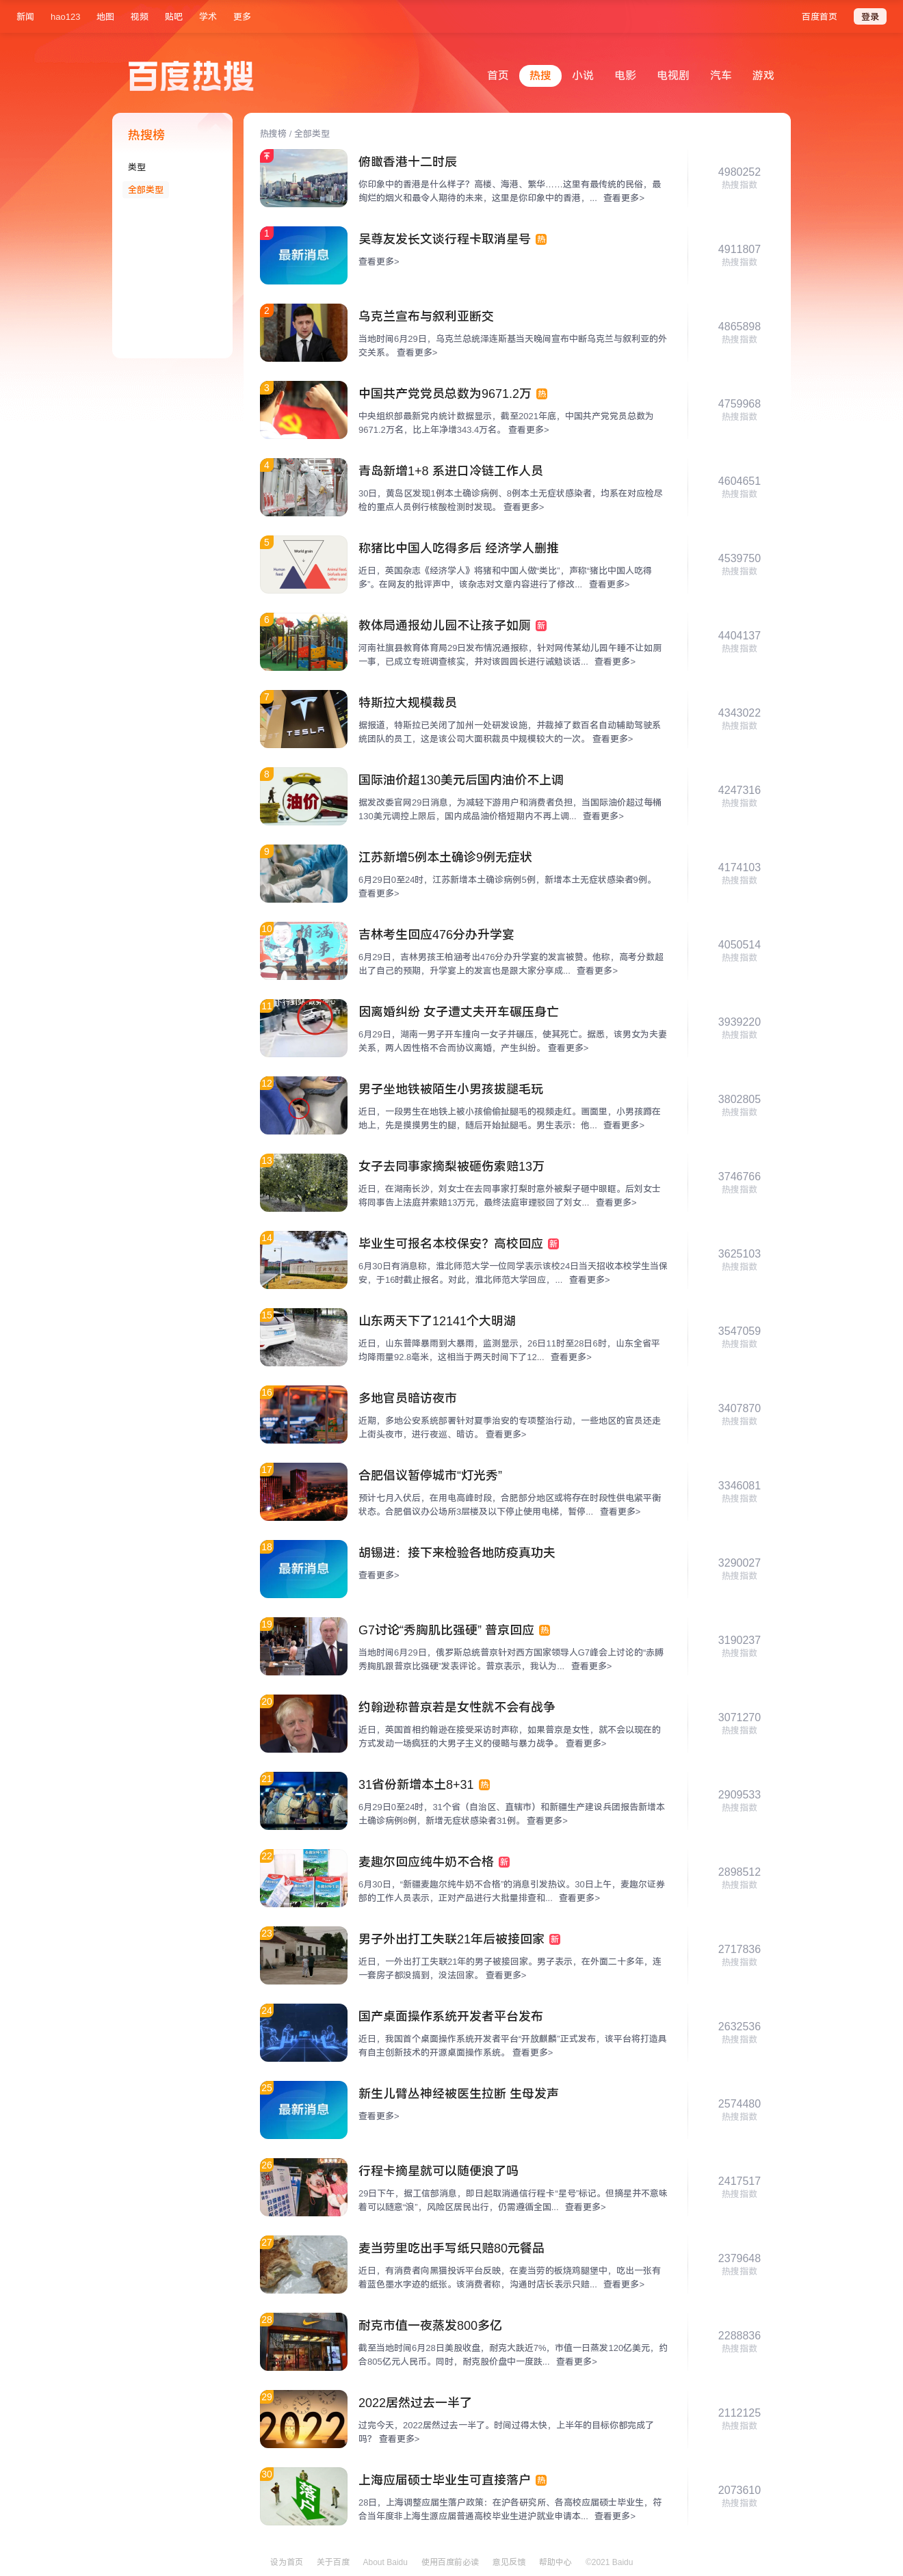 新闻 hao123 地图 视频 贴吧 学术 更多 百度首页 登录
百度热搜
首页 热搜 小说 电影 电视剧 汽车 游戏
热搜榜
类型
全部类型
热搜榜 / 全部类型
俯瞰香港十二时辰
你印象中的香港是什么样子？高楼、海港、繁华……这里有最传统的民俗，最
绚烂的烟火和最令人期待的未来，这里是你印象中的香港，... 查看更多>
4980252
热搜指数
1
最新消息
吴尊友发长文谈行程卡取消星号 热
查看更多>
4911807
热搜指数
2
乌克兰宣布与叙利亚断交
当地时间6月29日，乌克兰总统泽连斯基当天晚间宣布中断乌克兰与叙利亚的外
交关系。 查看更多>
4865898
热搜指数
3
中国共产党党员总数为9671.2万 热
中央组织部最新党内统计数据显示，截至2021年底，中国共产党党员总数为
9671.2万名，比上年净增343.4万名。 查看更多>
4759968
热搜指数
4
青岛新增1+8 系进口冷链工作人员
30日，黄岛区发现1例本土确诊病例、8例本土无症状感染者，均系在对应检尽
检的重点人员例行核酸检测时发现。 查看更多>
4604651
热搜指数
5
称猪比中国人吃得多后 经济学人删推
近日，英国杂志《经济学人》将猪和中国人做“类比”，声称“猪比中国人吃得
多”。在网友的批评声中，该杂志对文章内容进行了修改... 查看更多>
4539750
热搜指数
6
教体局通报幼儿园不让孩子如厕 新
河南社旗县教育体育局29日发布情况通报称，针对网传某幼儿园午睡不让如厕
一事，已成立专班调查核实，并对该园园长进行诫勉谈话... 查看更多>
4404137
热搜指数
7
TESLA
特斯拉大规模裁员
据报道，特斯拉已关闭了加州一处研发设施，并裁掉了数百名自动辅助驾驶系
统团队的员工，这是该公司大面积裁员中规模较大的一次。 查看更多>
4343022
热搜指数
8
油价
国际油价超130美元后国内油价不上调
据发改委官网29日消息，为减轻下游用户和消费者负担，当国际油价超过每桶
130美元调控上限后，国内成品油价格短期内不再上调... 查看更多>
4247316
热搜指数
9
江苏新增5例本土确诊9例无症状
6月29日0至24时，江苏新增本土确诊病例5例，新增本土无症状感染者9例。
查看更多>
4174103
热搜指数
10
吉林考生回应476分办升学宴
6月29日，吉林男孩王柏涵考出476分办升学宴的发言被赞。他称，高考分数超
出了自己的预期，升学宴上的发言也是跟大家分享成... 查看更多>
4050514
热搜指数
11
因离婚纠纷 女子遭丈夫开车碾压身亡
6月29日，湖南一男子开车撞向一女子并碾压，使其死亡。据悉，该男女为夫妻
关系，两人因性格不合而协议离婚，产生纠纷。 查看更多>
3939220
热搜指数
12
男子坐地铁被陌生小男孩拔腿毛玩
近日，一段男生在地铁上被小孩偷偷扯腿毛的视频走红。画面里，小男孩蹲在
地上，先是摸摸男生的腿，随后开始扯腿毛。男生表示：他... 查看更多>
3802805
热搜指数
13
女子去同事家摘梨被砸伤索赔13万
近日，在湖南长沙，刘女士在去同事家打梨时意外被梨子砸中眼眶。后刘女士
将同事告上法庭并索赔13万元，最终法庭审理驳回了刘女... 查看更多>
3746766
热搜指数
14
毕业生可报名本校保安？高校回应 新
6月30日有消息称，淮北师范大学一位同学表示该校24日当天招收本校学生当保
安，于16时截止报名。对此，淮北师范大学回应，... 查看更多>
3625103
热搜指数
15
山东两天下了12141个大明湖
近日，山东普降暴雨到大暴雨，监测显示，26日11时至28日6时，山东全省平
均降雨量92.8毫米，这相当于两天时间下了12... 查看更多>
3547059
热搜指数
16
多地官员暗访夜市
近期，多地公安系统部署针对夏季治安的专项整治行动，一些地区的官员还走
上街头夜市，进行夜巡、暗访。 查看更多>
3407870
热搜指数
17
合肥倡议暂停城市“灯光秀”
预计七月入伏后，在用电高峰时段，合肥部分地区或将存在时段性供电紧平衡
状态。合肥倡议办公场所3层楼及以下停止使用电梯，暂停... 查看更多>
3346081
热搜指数
18
最新消息
胡锡进：接下来检验各地防疫真功夫
查看更多>
3290027
热搜指数
19
G7讨论“秀胸肌比强硬” 普京回应 热
当地时间6月29日，俄罗斯总统普京针对西方国家领导人G7峰会上讨论的“赤膊
秀胸肌跟普京比强硬”发表评论。普京表示，我认为... 查看更多>
3190237
热搜指数
20
约翰逊称普京若是女性就不会有战争
近日，英国首相约翰逊在接受采访时声称，如果普京是女性，就不会以现在的
方式发动一场疯狂的大男子主义的侵略与暴力战争。 查看更多>
3071270
热搜指数
21
31省份新增本土8+31 热
6月29日0至24时，31个省（自治区、直辖市）和新疆生产建设兵团报告新增本
土确诊病例8例，新增无症状感染者31例。 查看更多>
2909533
热搜指数
22
麦趣尔回应纯牛奶不合格 新
6月30日，“新疆麦趣尔纯牛奶不合格”的消息引发热议。30日上午，麦趣尔证券
部的工作人员表示，正对产品进行大批量排查和... 查看更多>
2898512
热搜指数
23
男子外出打工失联21年后被接回家 新
近日，一外出打工失联21年的男子被接回家。男子表示，在外面二十多年，连
一套房子都没搞到，没法回家。 查看更多>
2717836
热搜指数
24
国产桌面操作系统开发者平台发布
近日，我国首个桌面操作系统开发者平台“开放麒麟”正式发布，该平台将打造具
有自主创新技术的开源桌面操作系统。 查看更多>
2632536
热搜指数
25
最新消息
新生儿臂丛神经被医生拉断 生母发声
查看更多>
2574480
热搜指数
26
行程卡摘星就可以随便浪了吗
29日下午，据工信部消息，即日起取消通信行程卡“星号”标记。但摘星并不意味
着可以随意“浪”，风险区居民出行，仍需遵循全国... 查看更多>
2417517
热搜指数
27
麦当劳里吃出手写纸只赔80元餐品
近日，有消费者向黑猫投诉平台反映，在麦当劳的板烧鸡腿堡中，吃出一张有
着蓝色墨水字迹的纸张。该消费者称，沟通时店长表示只赔... 查看更多>
2379648
热搜指数
28
耐克市值一夜蒸发800多亿
截至当地时间6月28日美股收盘，耐克大跌近7%，市值一日蒸发120亿美元，约
合805亿元人民币。同时，耐克股价盘中一度跌... 查看更多>
2288836
热搜指数
29
2022
2022居然过去一半了
过完今天，2022居然过去一半了。时间过得太快，上半年的目标你都完成了
吗？ 查看更多>
2112125
热搜指数
30
落户
上海应届硕士毕业生可直接落户 热
28日，上海调整应届生落户政策：在沪各研究所、各高校应届硕士毕业生，符
合当年度非上海生源应届普通高校毕业生进沪就业申请本... 查看更多>
2073610
热搜指数
设为首页 关于百度 About Baidu 使用百度前必读 意见反馈 帮助中心 ©2021 Baidu